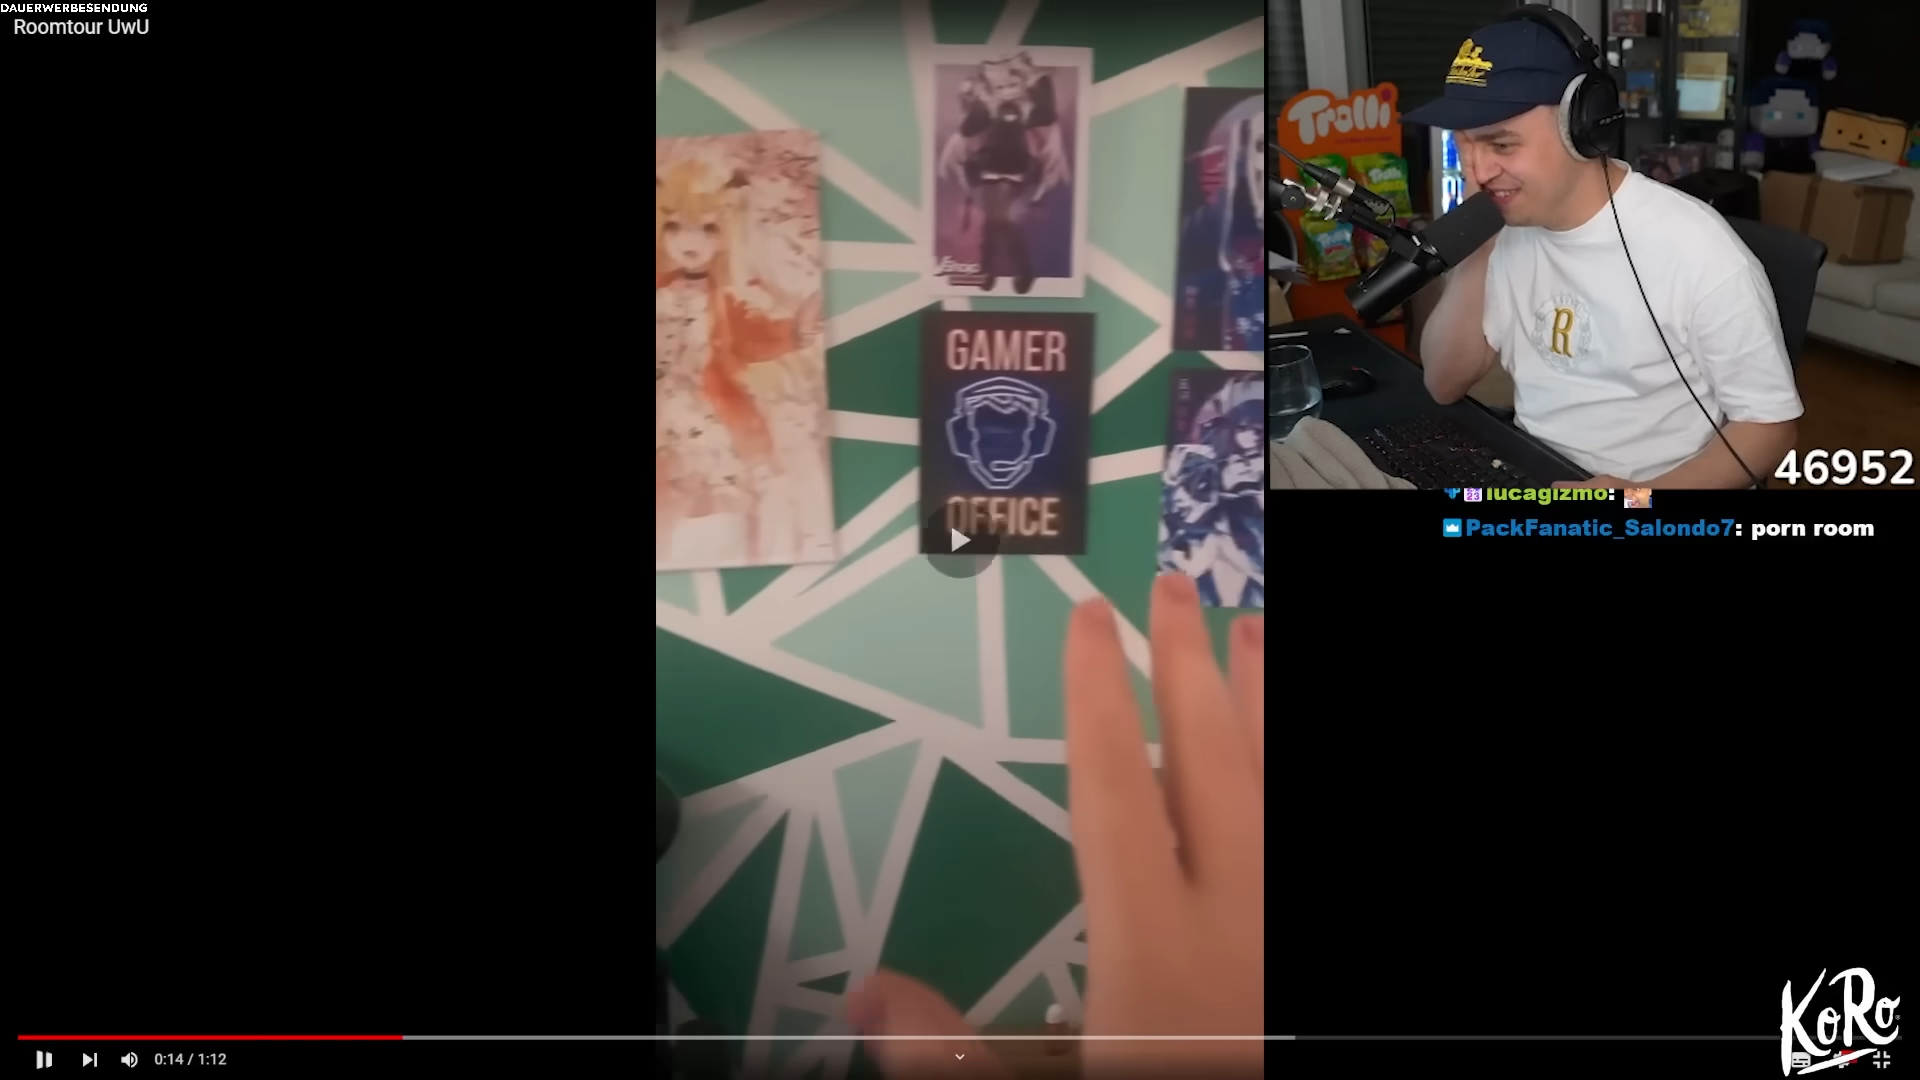 DAUERWERBESENDUNG
Roomtour UwU
GAMER
OFFICE
Trolli
R
46952
lucagizmo:
PackFanatic_Salondo7: porn room
0:14 / 1:12
KoRo